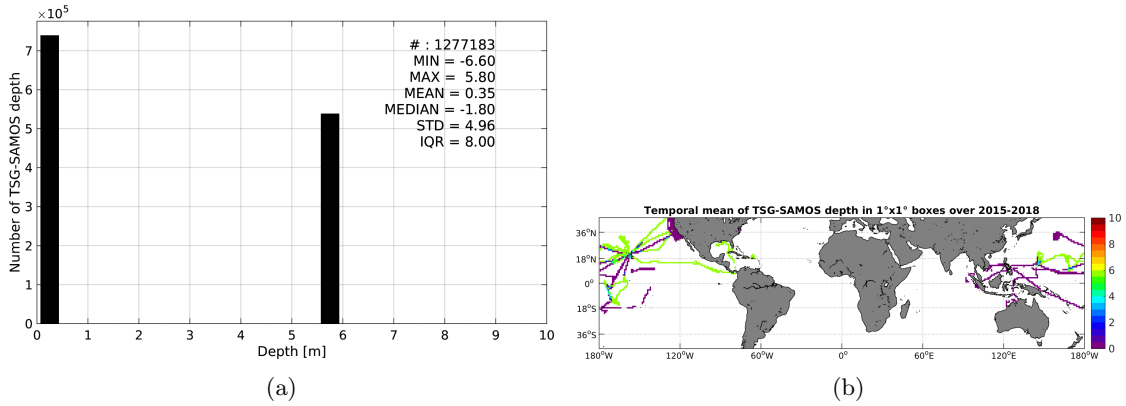 ×10⁵
7
6
5
4
3
2
1
0
Number of TSG-SAMOS depth
# : 1277183
MIN = -6.60
MAX = 5.80
MEAN = 0.35
MEDIAN = -1.80
STD = 4.96
IQR = 8.00
0 1 2 3 4 5 6 7 8 9 10
Depth [m]
(a)
Temporal mean of TSG-SAMOS depth in 1°x1° boxes over 2015-2018
36°N
18°N
0°
18°S
36°S
180°W 120°W 60°W 0° 60°E 120°E 180°W
10
8
6
4
2
0
(b)